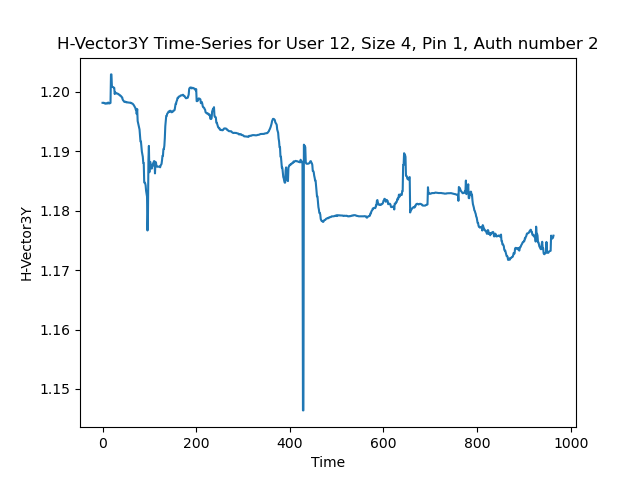 H-Vector3Y Time-Series for User 12, Size 4, Pin 1, Auth number 2
1.20
1.19
1.18
1.17
1.16
1.15
H-Vector3Y
0 200 400 600 800 1000
Time